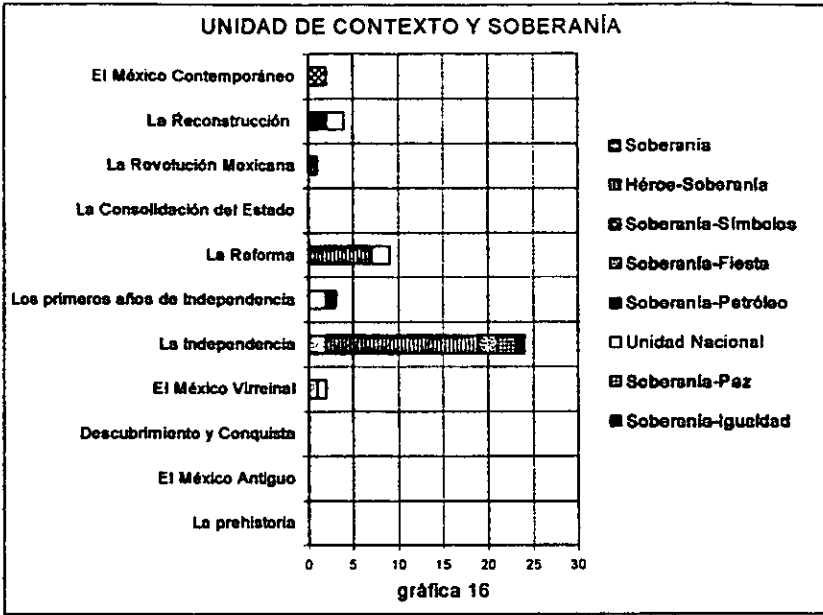 UNIDAD DE CONTEXTO Y SOBERANÍA
El México Contemporáneo
La Reconstrucción
La Revolución Mexicana
La Consolidación del Estado
La Reforma
Los primeros años de Independencia
La Independencia
El México Virreinal
Descubrimiento y Conquista
El México Antiguo
La prehistoria
0 5 10 15 20 25 30
gráfica 16
Soberanía
Héroe-Soberanía
Soberanía-Símbolos
Soberanía-Fiesta
Soberanía-Petróleo
Unidad Nacional
Soberanía-Paz
Soberanía-Igualdad